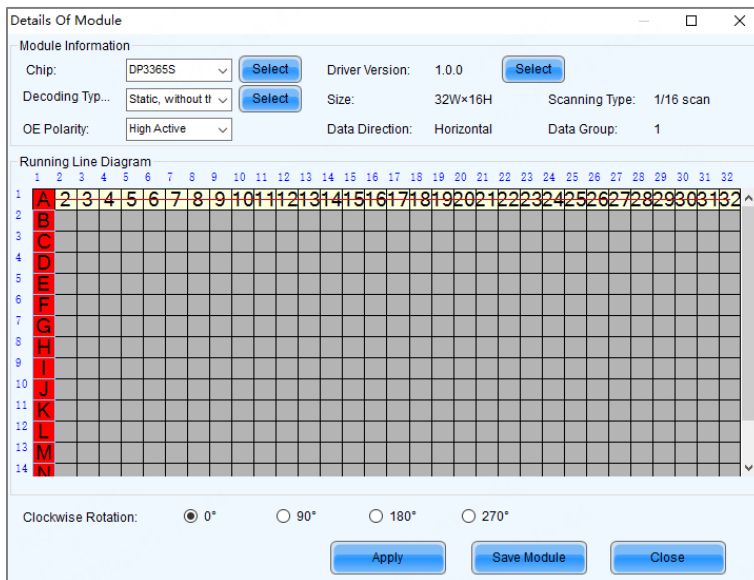 Details Of Module
Module Information
Chip: DP3365S Select Driver Version: 1.0.0 Select
Decoding Typ... Static, without th Select Size: 32W×16H Scanning Type: 1/16 scan
OE Polarity: High Active Data Direction: Horizontal Data Group: 1
Running Line Diagram
1 2 3 4 5 6 7 8 9 10 11 12 13 14 15 16 17 18 19 20 21 22 23 24 25 26 27 28 29 30 31 32
1 A 2 3 4 5 6 7 8 9 10 11 12 13 14 15 16 17 18 19 20 21 22 23 24 25 26 27 28 29 30 31 32
2 B
3 C
4 D
5 E
6 F
7 G
8 H
9 I
10 J
11 K
12 L
13 M
14 N
Clockwise Rotation: 0° 90° 180° 270°
Apply Save Module Close